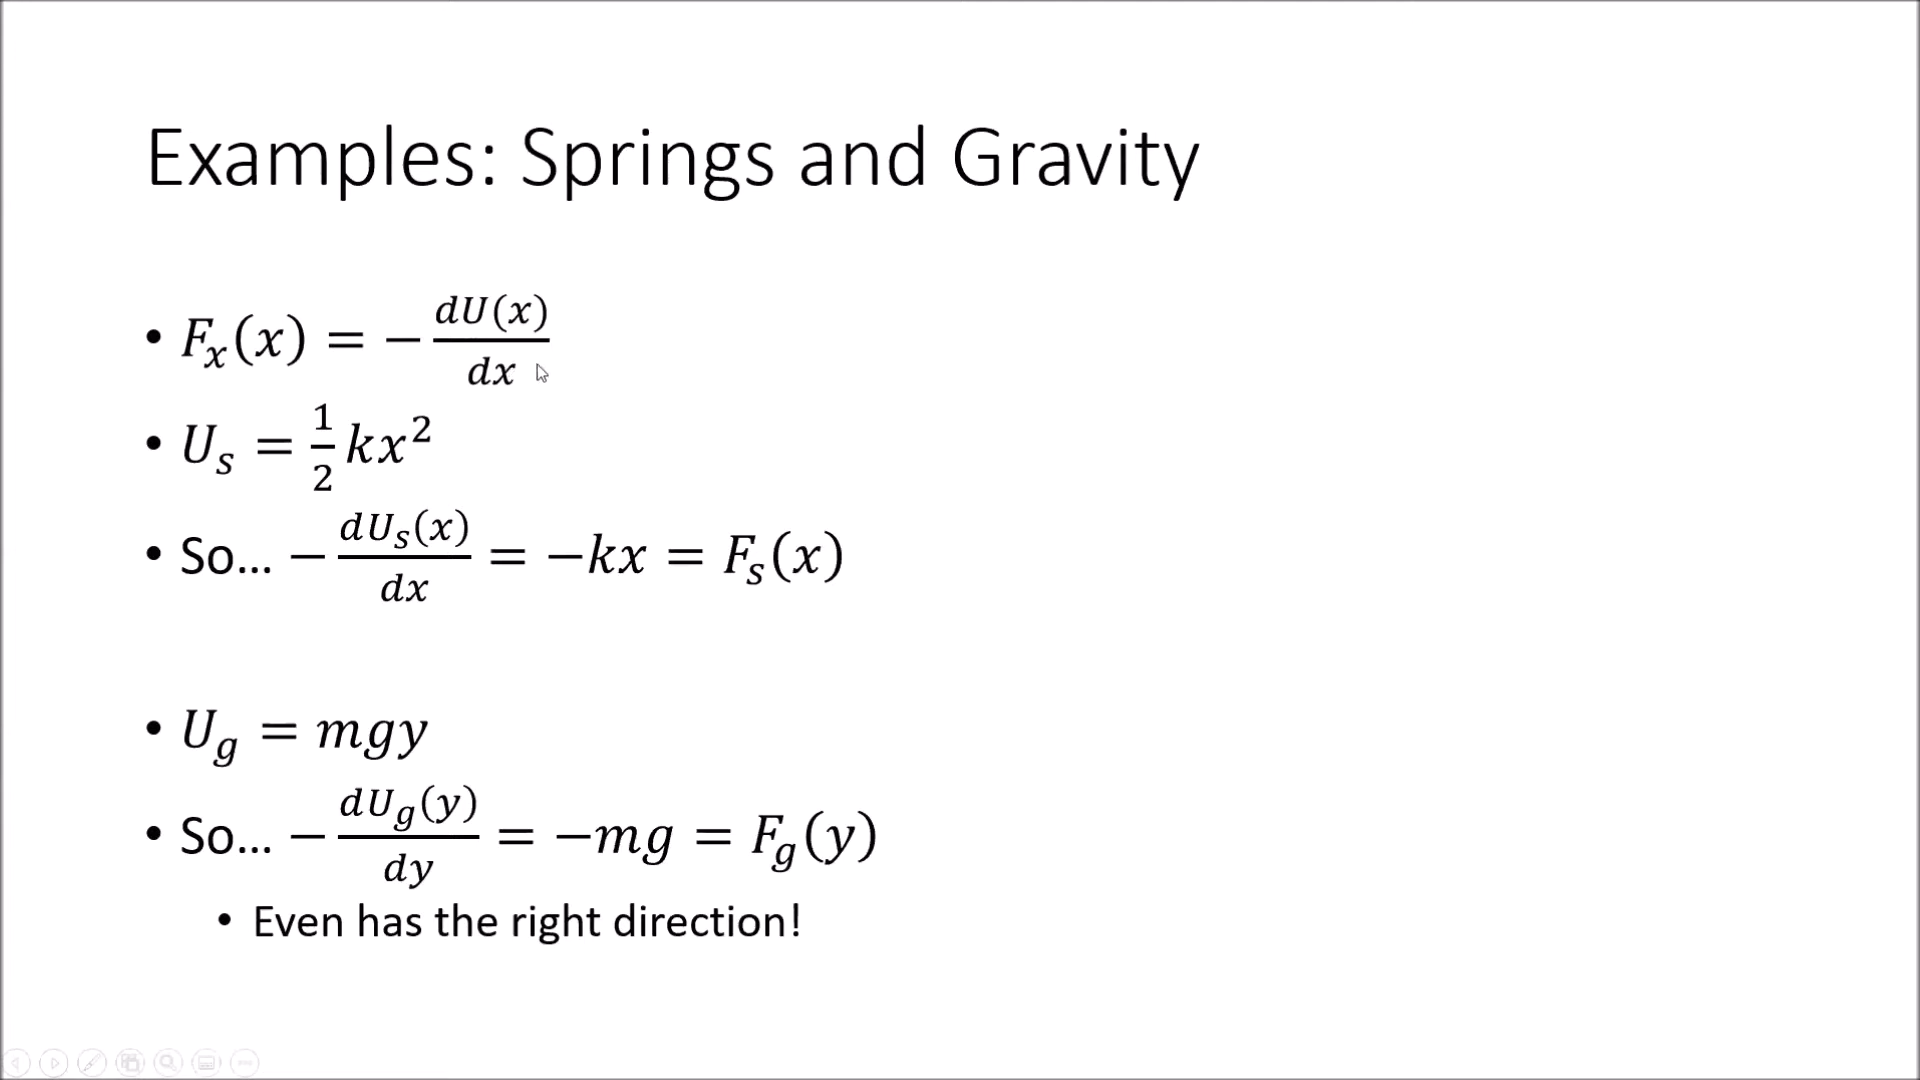 Examples: Springs and Gravity
• $F_x(x) = -\frac{dU(x)}{dx}$
• $U_s = \frac{1}{2}kx^2$
• So… $-\frac{dU_s(x)}{dx} = -kx = F_s(x)$
• $U_g = mgy$
• So… $-\frac{dU_g(y)}{dy} = -mg = F_g(y)$
• Even has the right direction!